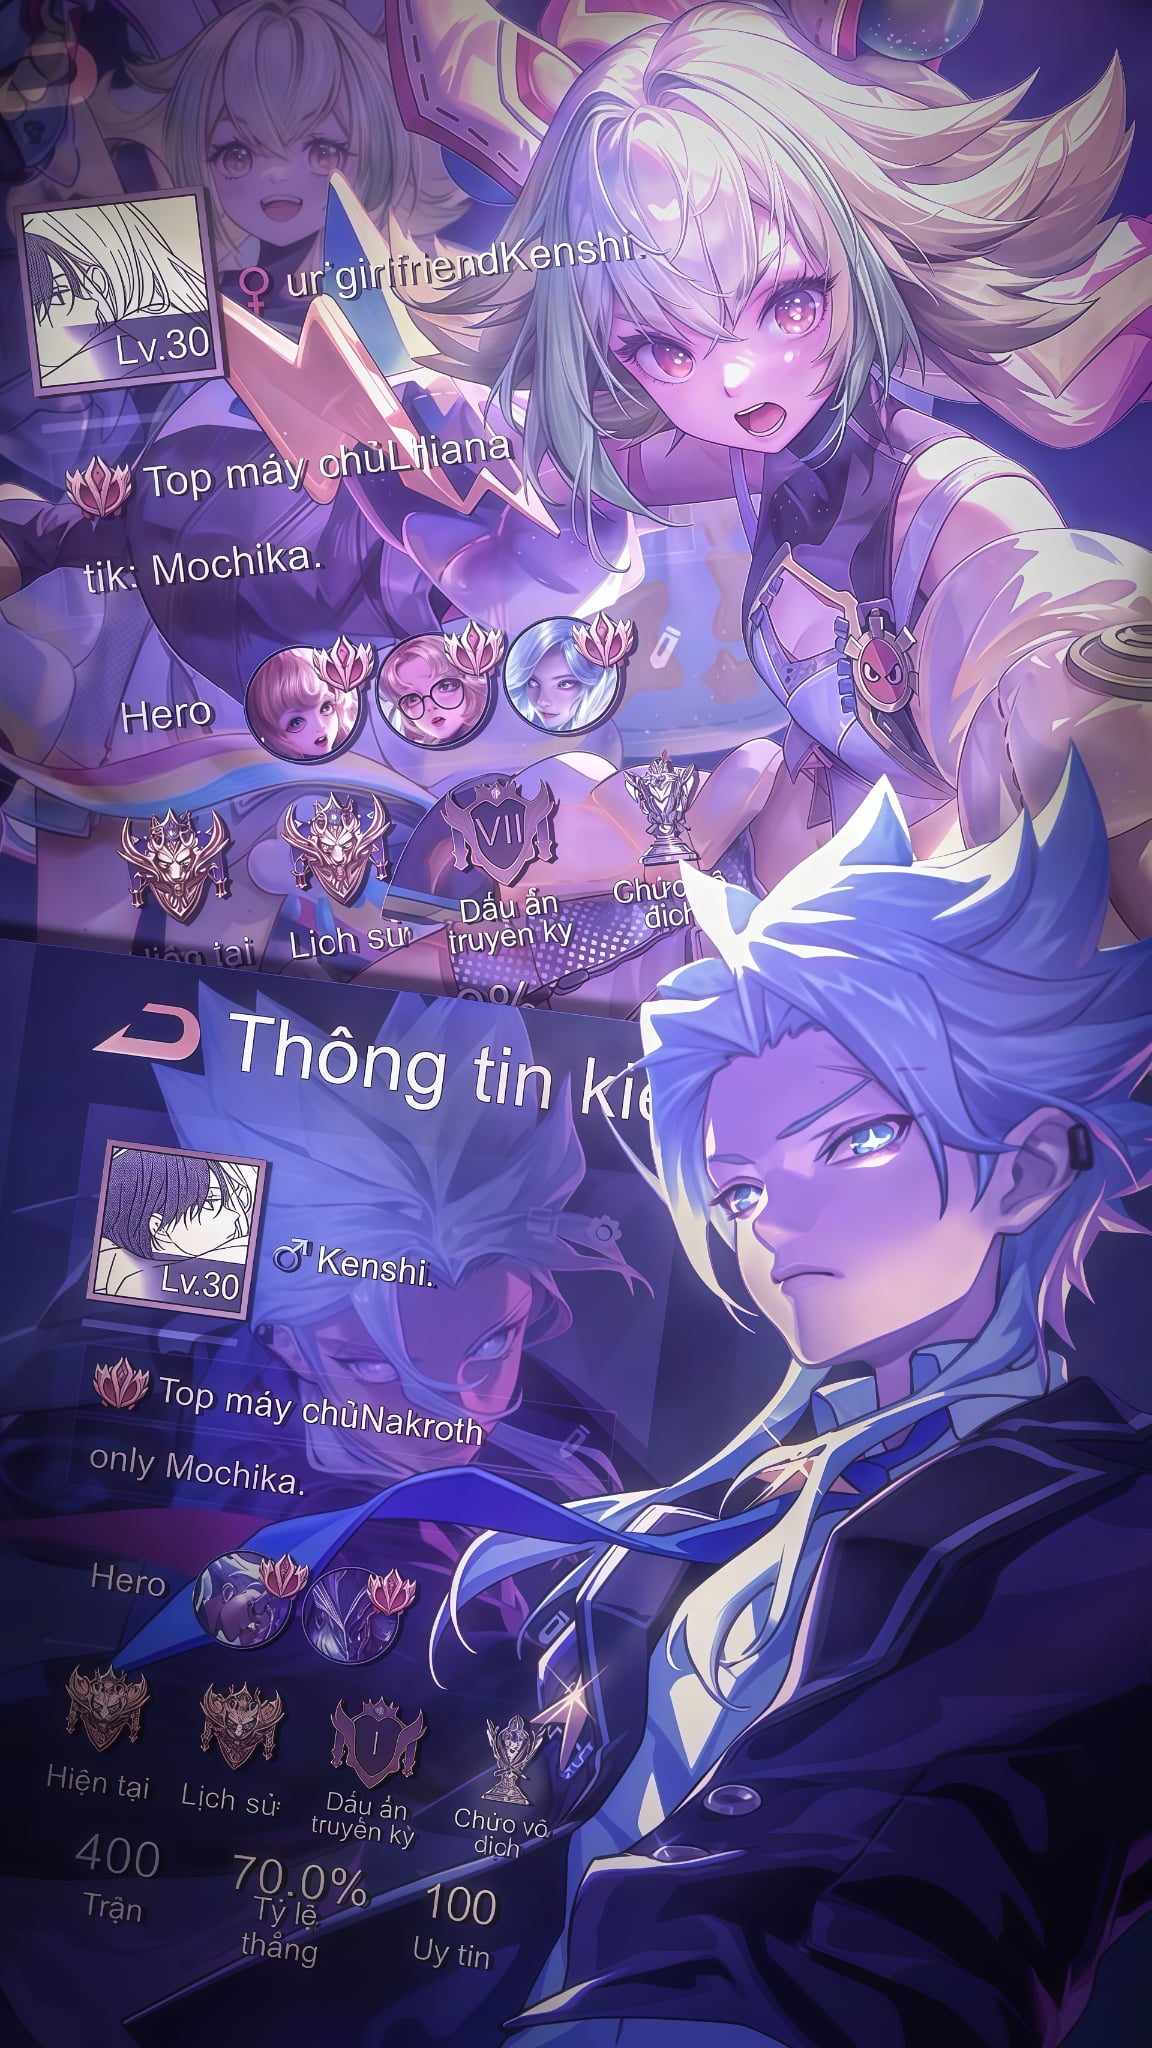 ur girlfriendKenshi.
Lv.30
Top máy chủLiliana
tik: Mochika.
Hero
VII
Lịch sử
Dấu ấn
truyền kỳ
Thông tin
Lv.30
Kenshi.
Top máy chủNakroth
only Mochika.
Hero
I
Hiện tại
Lịch sử
Dấu ấn
truyền kỳ
Chức vô
địch
400
Trận
70.0%
Tỷ lệ
thắng
100
Uy tín